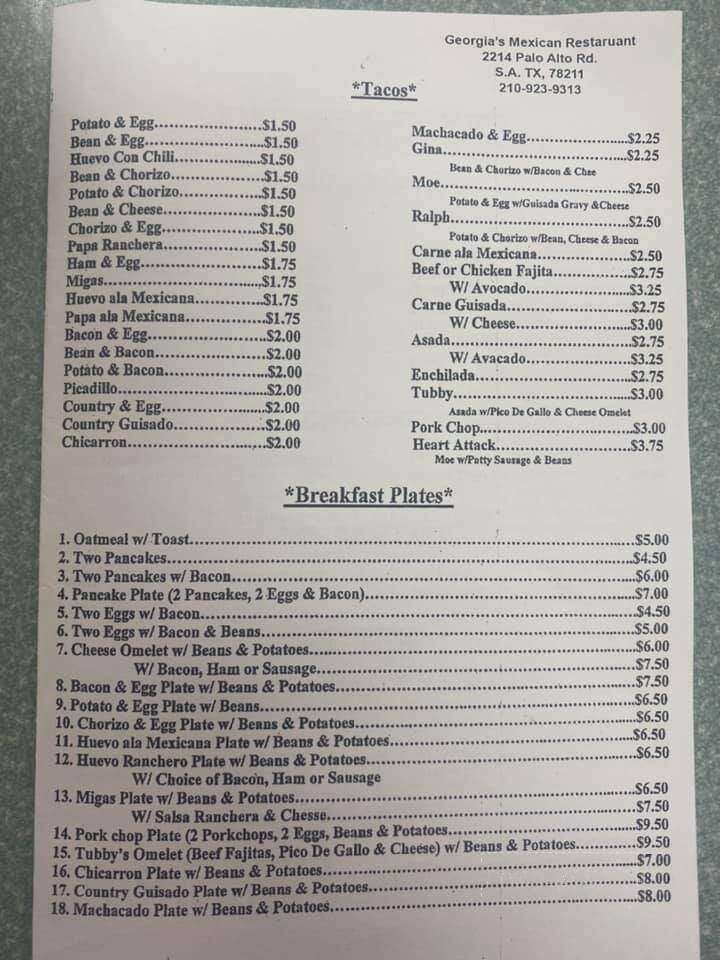 Georgia's Mexican Restaruant
2214 Palo Alto Rd.
S.A. TX, 78211
210-923-9313
*Tacos*
Potato & Egg.......................$1.50
Bean & Egg.........................$1.50
Huevo Con Chili...................$1.50
Bean & Chorizo...................$1.50
Potato & Chorizo.................$1.50
Bean & Cheese.....................$1.50
Chorizo & Egg.....................$1.50
Papa Ranchera.....................$1.50
Ham & Egg..........................$1.75
Migas..................................$1.75
Huevo ala Mexicana.............$1.75
Papa ala Mexicana...............$1.75
Bacon & Egg.......................$2.00
Bean & Bacon......................$2.00
Potato & Bacon....................$2.00
Picadillo..............................$2.00
Country & Egg....................$2.00
Country Guisado.................$2.00
Chicarron...........................$2.00
Machacado & Egg.....................$2.25
Gina.......................................$2.25
Bean & Chorizo w/Bacon & Chee
Moe........................................$2.50
Potato & Egg w/Guisada Gravy &Cheese
Ralph......................................$2.50
Potato & Chorizo w/Bean, Cheese & Bacon
Carne ala Mexicana...................$2.50
Beef or Chicken Fajita................$2.75
W/ Avocado.....................$3.25
Carne Guisada..........................$2.75
W/ Cheese.......................$3.00
Asada......................................$2.75
W/ Avacado.....................$3.25
Enchilada.................................$2.75
Tubby......................................$3.00
Asada w/Pico De Gallo & Cheese Omelet
Pork Chop................................$3.00
Heart Attack.............................$3.75
Moe w/Patty Sausage & Beans
*Breakfast Plates*
1. Oatmeal w/ Toast..................................................$5.00
2. Two Pancakes......................................................$4.50
3. Two Pancakes w/ Bacon..........................................$6.00
4. Pancake Plate (2 Pancakes, 2 Eggs & Bacon)....................$7.00
5. Two Eggs w/ Bacon................................................$4.50
6. Two Eggs w/ Bacon & Beans......................................$5.00
7. Cheese Omelet w/ Beans & Potatoes..............................$6.00
W/ Bacon, Ham or Sausage.....................................$7.50
8. Bacon & Egg Plate w/ Beans & Potatoes..........................$7.50
9. Potato & Egg Plate w/ Beans......................................$6.50
10. Chorizo & Egg Plate w/ Beans & Potatoes.......................$6.50
11. Huevo ala Mexicana Plate w/ Beans & Potatoes................$6.50
12. Huevo Ranchero Plate w/ Beans & Potatoes.....................$6.50
W/ Choice of Bacon, Ham or Sausage
13. Migas Plate w/ Beans & Potatoes.................................$6.50
W/ Salsa Ranchera & Chesse...................................$7.50
14. Pork chop Plate (2 Porkchops, 2 Eggs, Beans & Potatoes..........$9.50
15. Tubby's Omelet (Beef Fajitas, Pico De Gallo & Cheese) w/ Beans & Potatoes..........$9.50
16. Chicarron Plate w/ Beans & Potatoes............................$7.00
17. Country Guisado Plate w/ Beans & Potatoes....................$8.00
18. Machacado Plate w/ Beans & Potatoes...........................$8.00